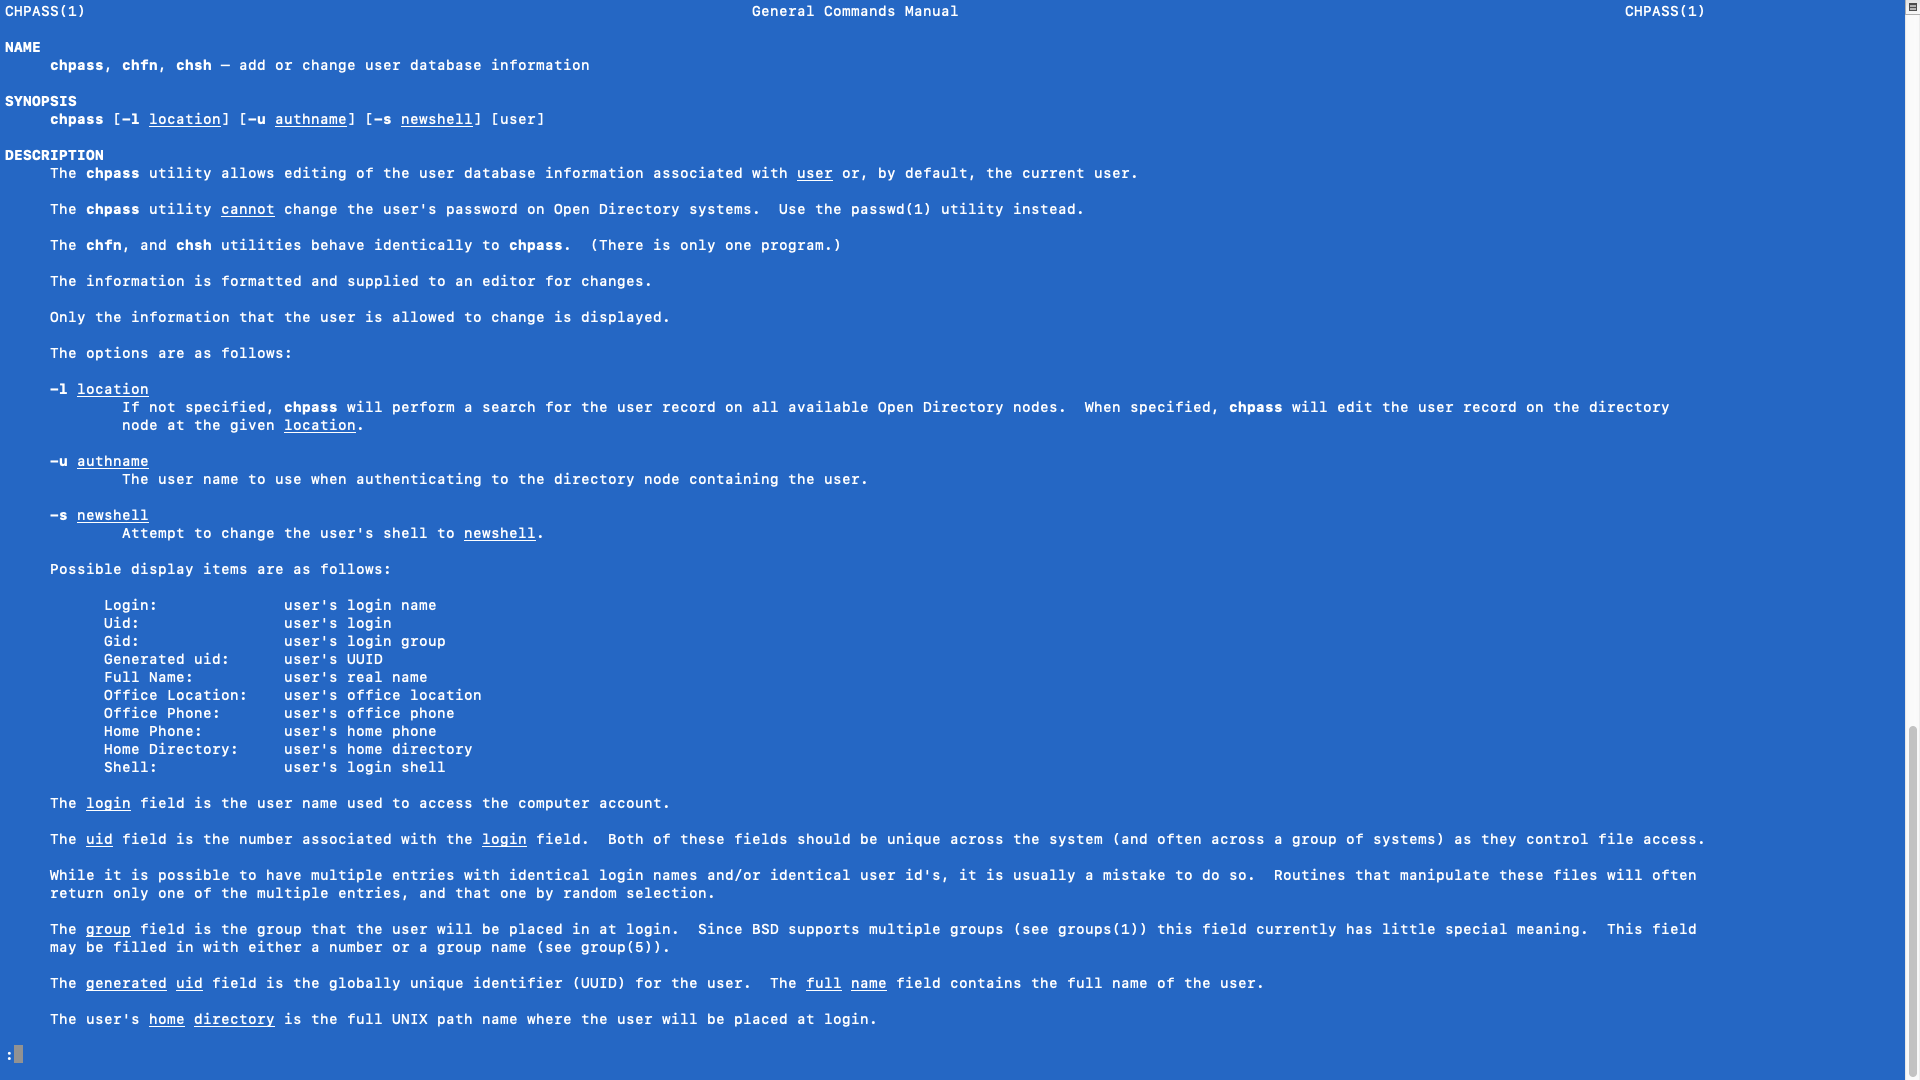 CHPASS(1) General Commands Manual CHPASS(1)
NAME
chpass, chfn, chsh – add or change user database information
SYNOPSIS
chpass [-l location] [-u authname] [-s newshell] [user]
DESCRIPTION
The chpass utility allows editing of the user database information associated with user or, by default, the current user.
The chpass utility cannot change the user's password on Open Directory systems.  Use the passwd(1) utility instead.
The chfn, and chsh utilities behave identically to chpass.  (There is only one program.)
The information is formatted and supplied to an editor for changes.
Only the information that the user is allowed to change is displayed.
The options are as follows:
-l location
If not specified, chpass will perform a search for the user record on all available Open Directory nodes.  When specified, chpass will edit the user record on the directory
node at the given location.
-u authname
The user name to use when authenticating to the directory node containing the user.
-s newshell
Attempt to change the user's shell to newshell.
Possible display items are as follows:
Login: user's login name
Uid: user's login
Gid: user's login group
Generated uid: user's UUID
Full Name: user's real name
Office Location: user's office location
Office Phone: user's office phone
Home Phone: user's home phone
Home Directory: user's home directory
Shell: user's login shell
The login field is the user name used to access the computer account.
The uid field is the number associated with the login field.  Both of these fields should be unique across the system (and often across a group of systems) as they control file access.
While it is possible to have multiple entries with identical login names and/or identical user id's, it is usually a mistake to do so.  Routines that manipulate these files will often
return only one of the multiple entries, and that one by random selection.
The group field is the group that the user will be placed in at login.  Since BSD supports multiple groups (see groups(1)) this field currently has little special meaning.  This field
may be filled in with either a number or a group name (see group(5)).
The generated uid field is the globally unique identifier (UUID) for the user.  The full name field contains the full name of the user.
The user's home directory is the full UNIX path name where the user will be placed at login.
: